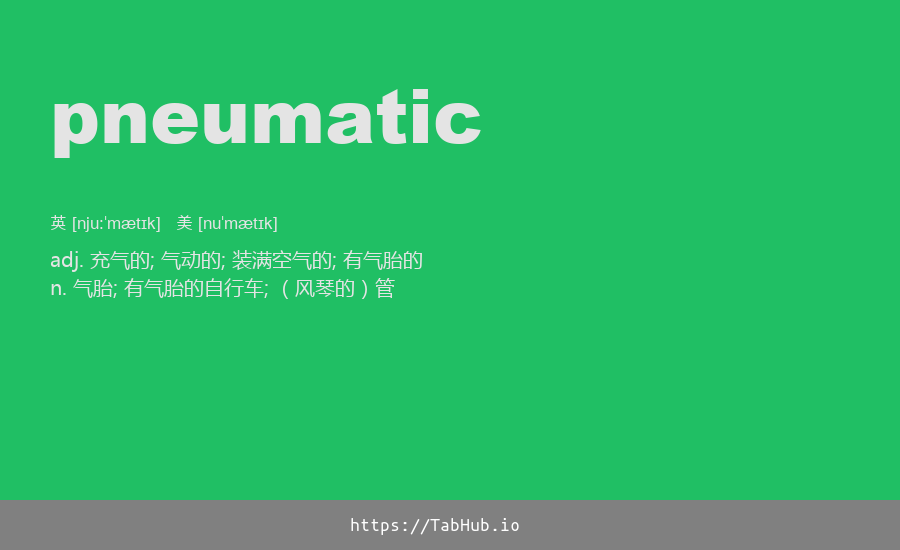 pneumatic
英 [njuːˈmætɪk] 美 [nuˈmætɪk]
adj. 充气的; 气动的; 装满空气的; 有气胎的
n. 气胎; 有气胎的自行车; （风琴的）管
https://TabHub.io